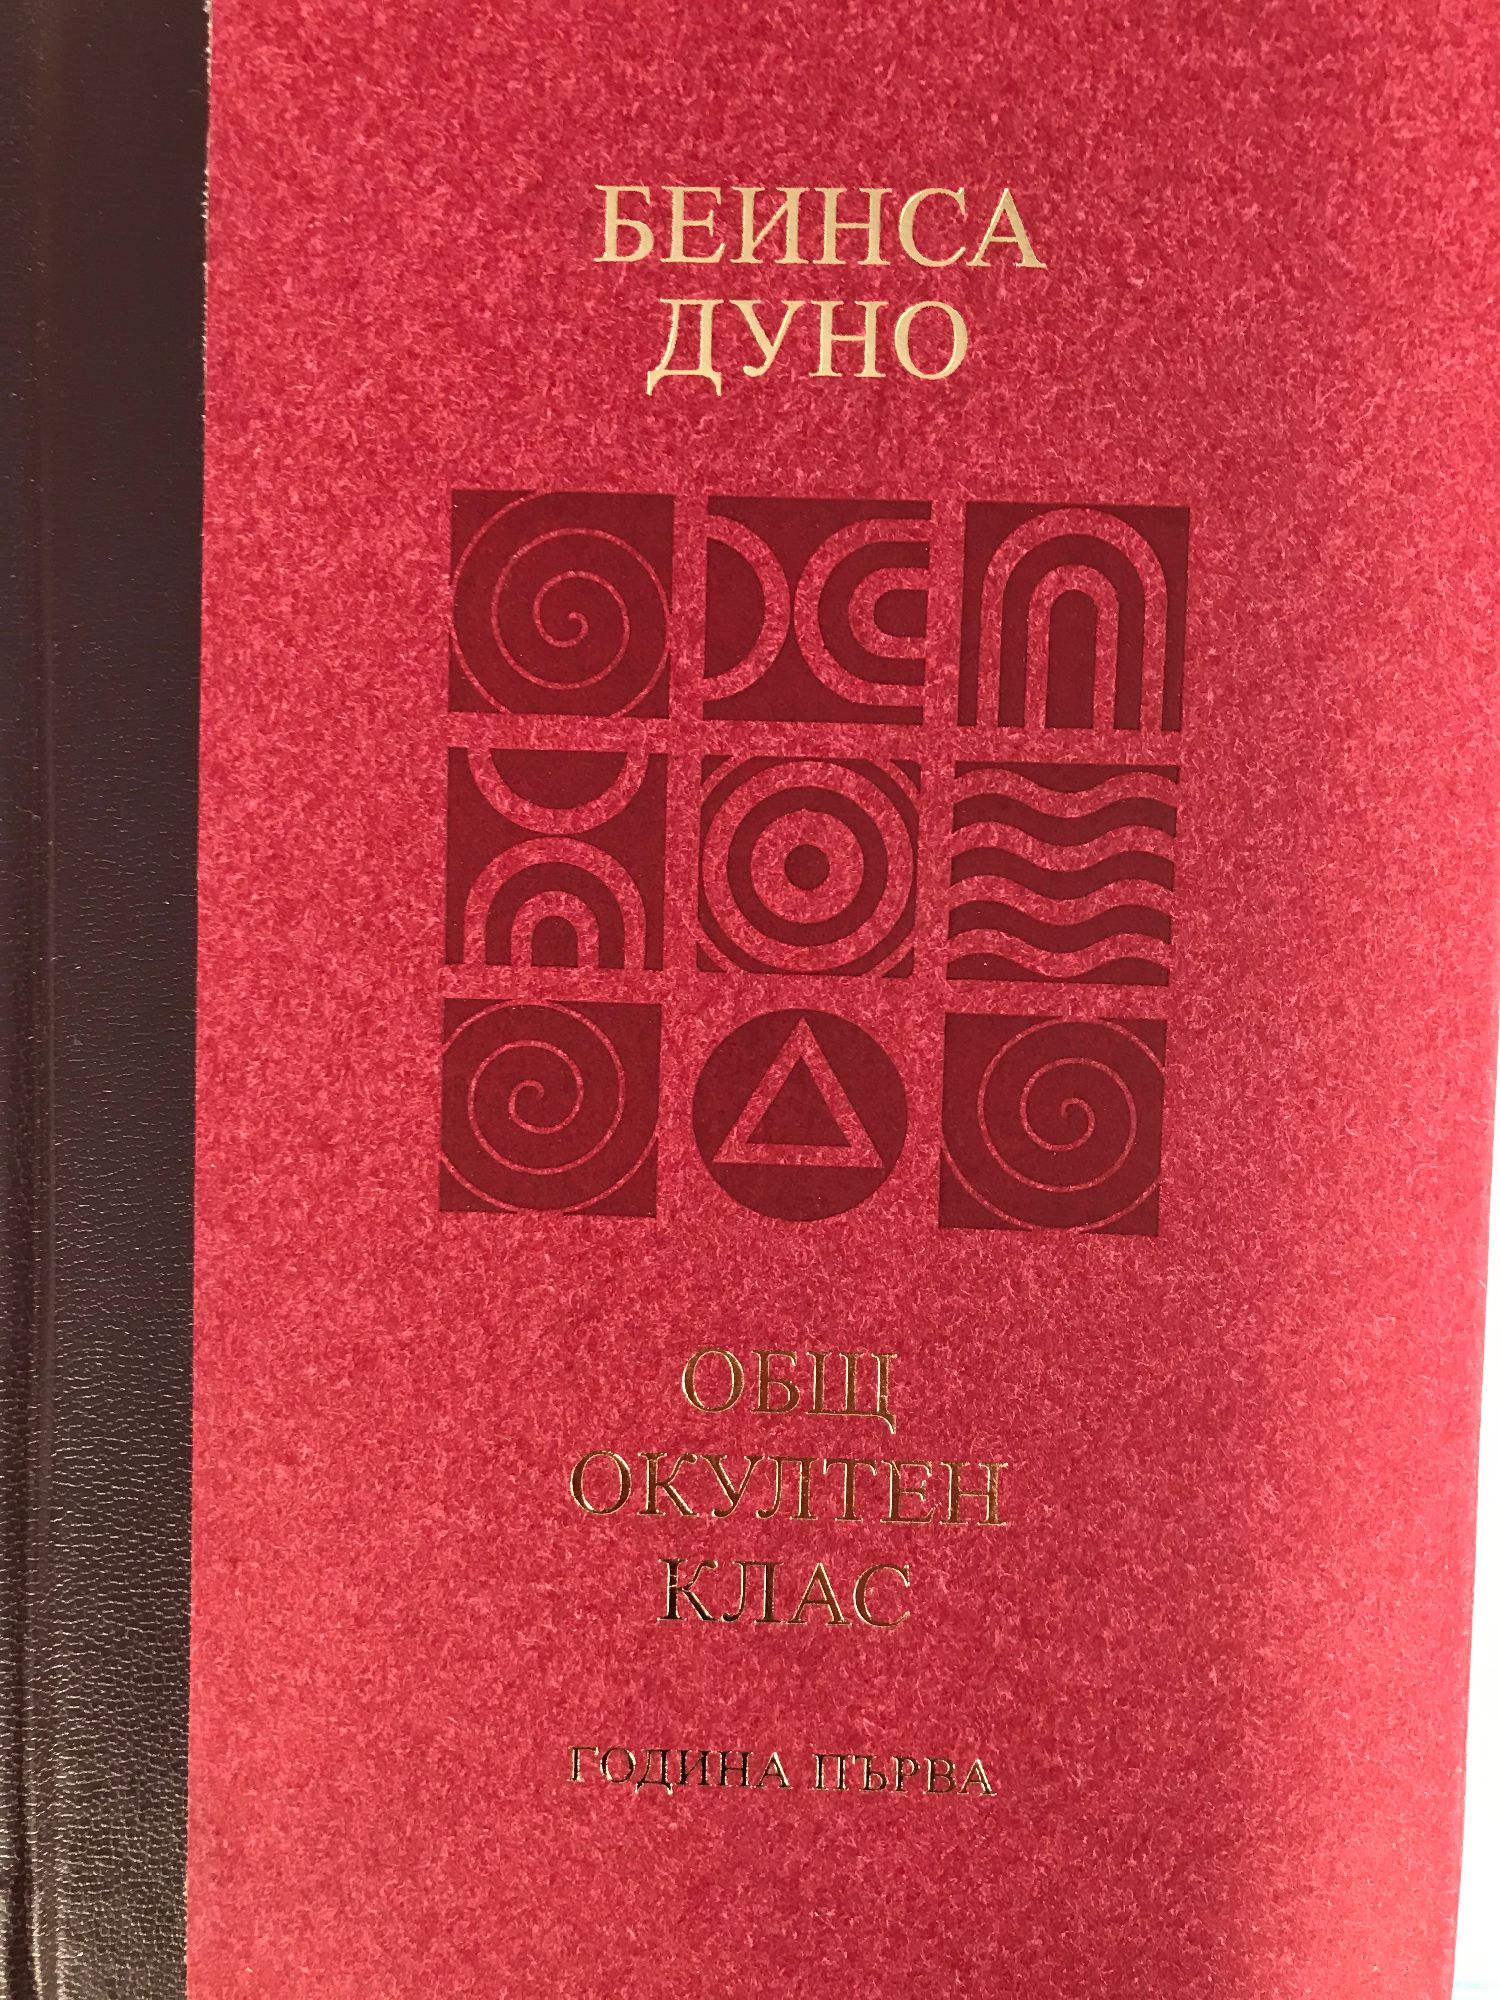 БЕИНСА
ДУНО
ОБЩ
ОКУЛТЕН
КЛАС
ГОДИНА ПЪРВА